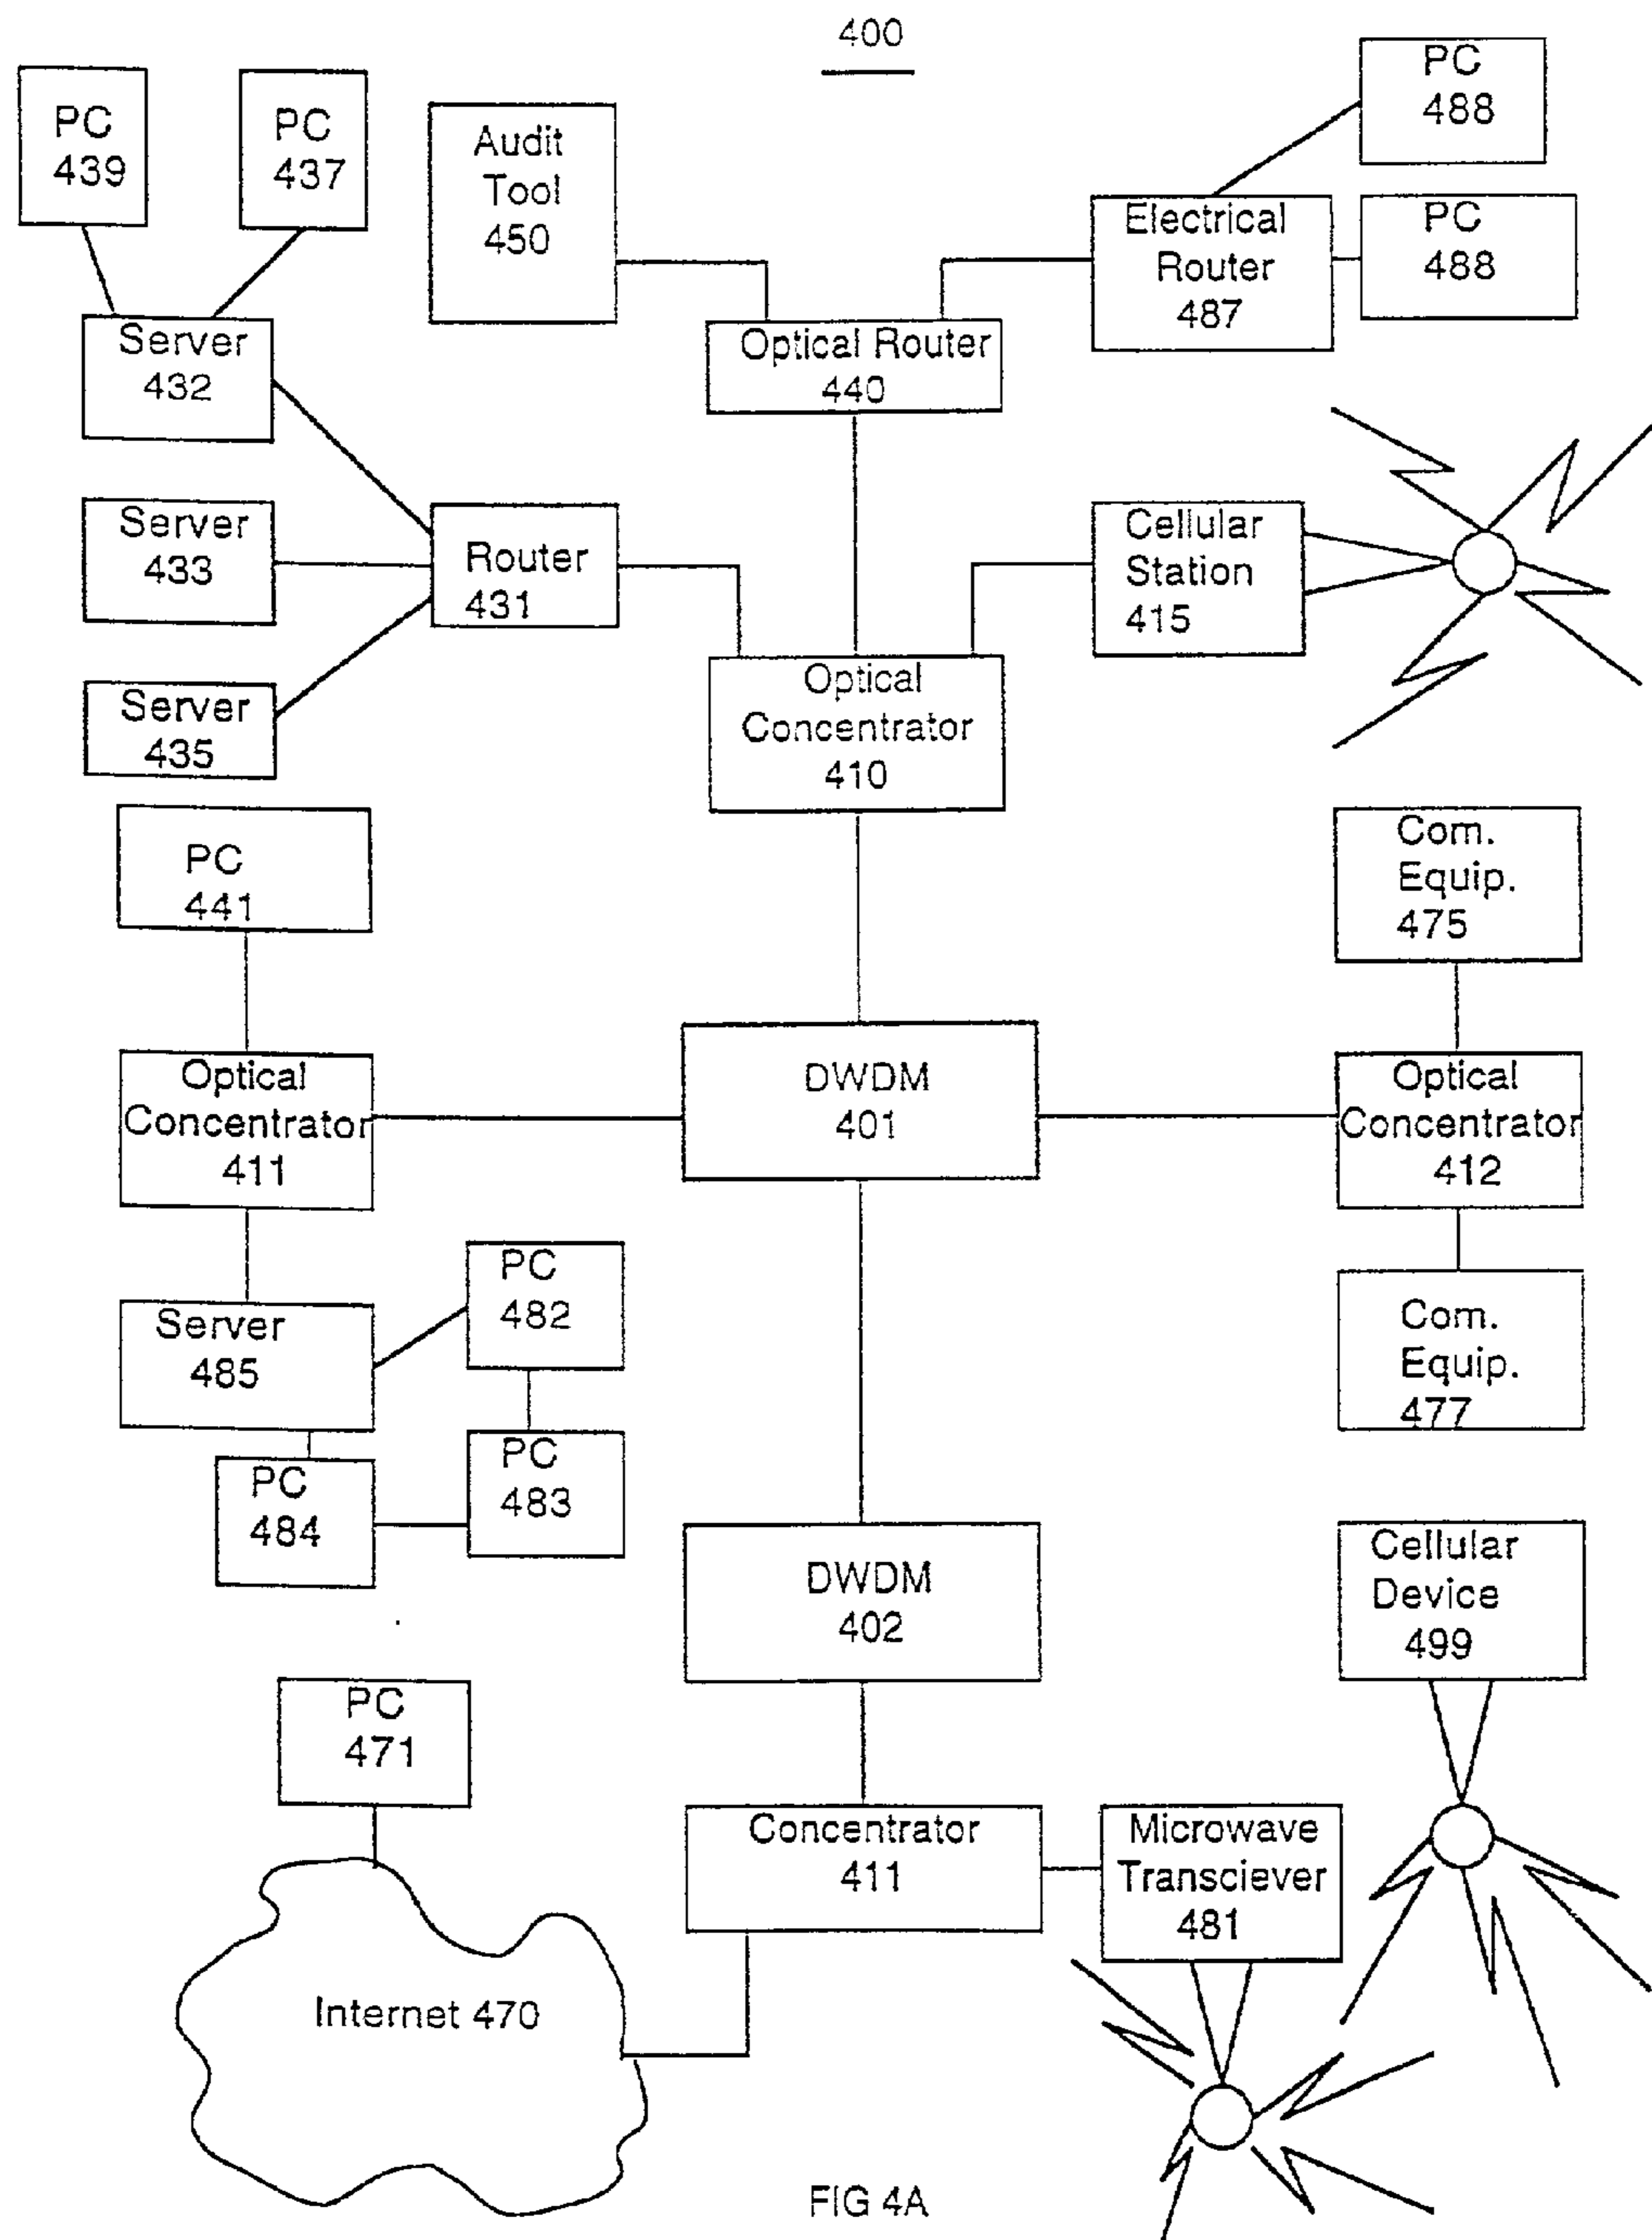 400
PC
439
PC
437
Audit
Tool
450
PC
488
Electrical
Router
487
PC
488
Server
432
Optical Router
440
Server
433
Router
431
Cellular
Station
415
Server
435
Optical
Concentrator
410
PC
441
Com.
Equip.
475
Optical
Concentrator
411
DWDM
401
Optical
Concentrator
412
Server
485
PC
482
Com.
Equip.
477
PC
484
PC
483
DWDM
402
Cellular
Device
499
PC
471
Concentrator
411
Microwave
Transciever
481
Internet 470
FIG 4A